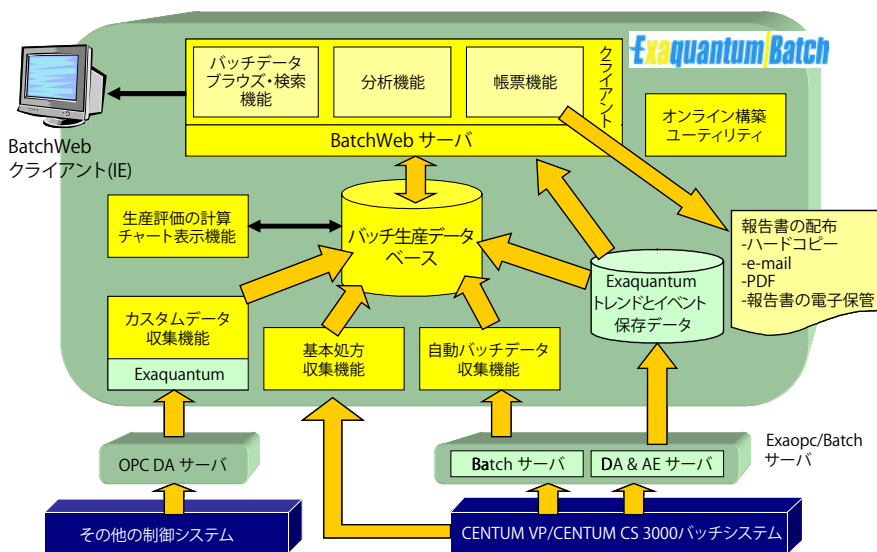 Exaquantum/Batch
バッチデータ
ブラウズ・検索
機能
分析機能
帳票機能
クライアント
BatchWeb サーバ
オンライン構築
ユーティリティ
BatchWeb
クライアント(IE)
生産評価の計算
チャート表示機能
バッチ生産データ
ベース
Exaquantum
トレンドとイベント
保存データ
報告書の配布
-ハードコピー
-e-mail
-PDF
-報告書の電子保管
カスタムデータ
収集機能
Exaquantum
基本処方
収集機能
自動バッチデータ
収集機能
OPC DA サーバ
Batch サーバ
DA & AE サーバ
Exaopc/Batch
サーバ
その他の制御システム
CENTUM VP/CENTUM CS 3000バッチシステム